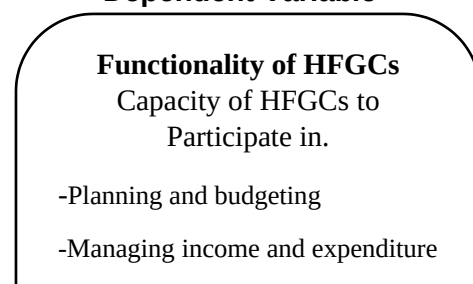 Dependent Variable
Functionality of HFGCs
Capacity of HFGCs to
Participate in.
-Planning and budgeting
-Managing income and expenditure